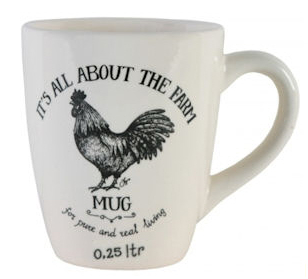 IT'S ALL ABOUT THE FARM
MUG
for pure and real living
0.25 ltr